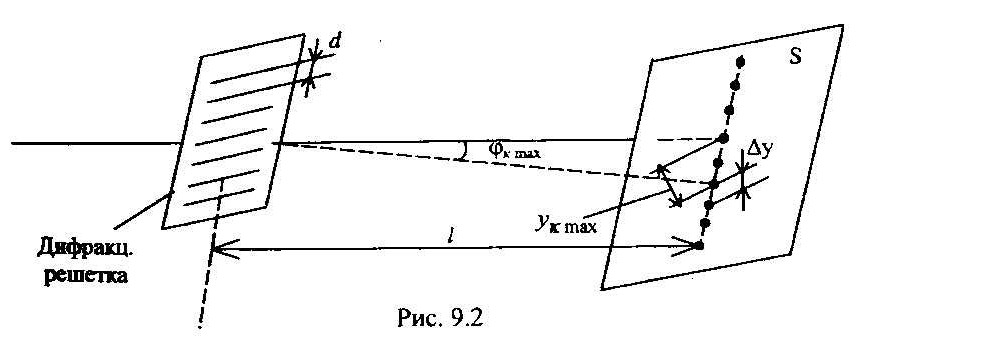 d
S
φк max
Δy
yк max
l
Дифракц.
решетка
Рис. 9.2